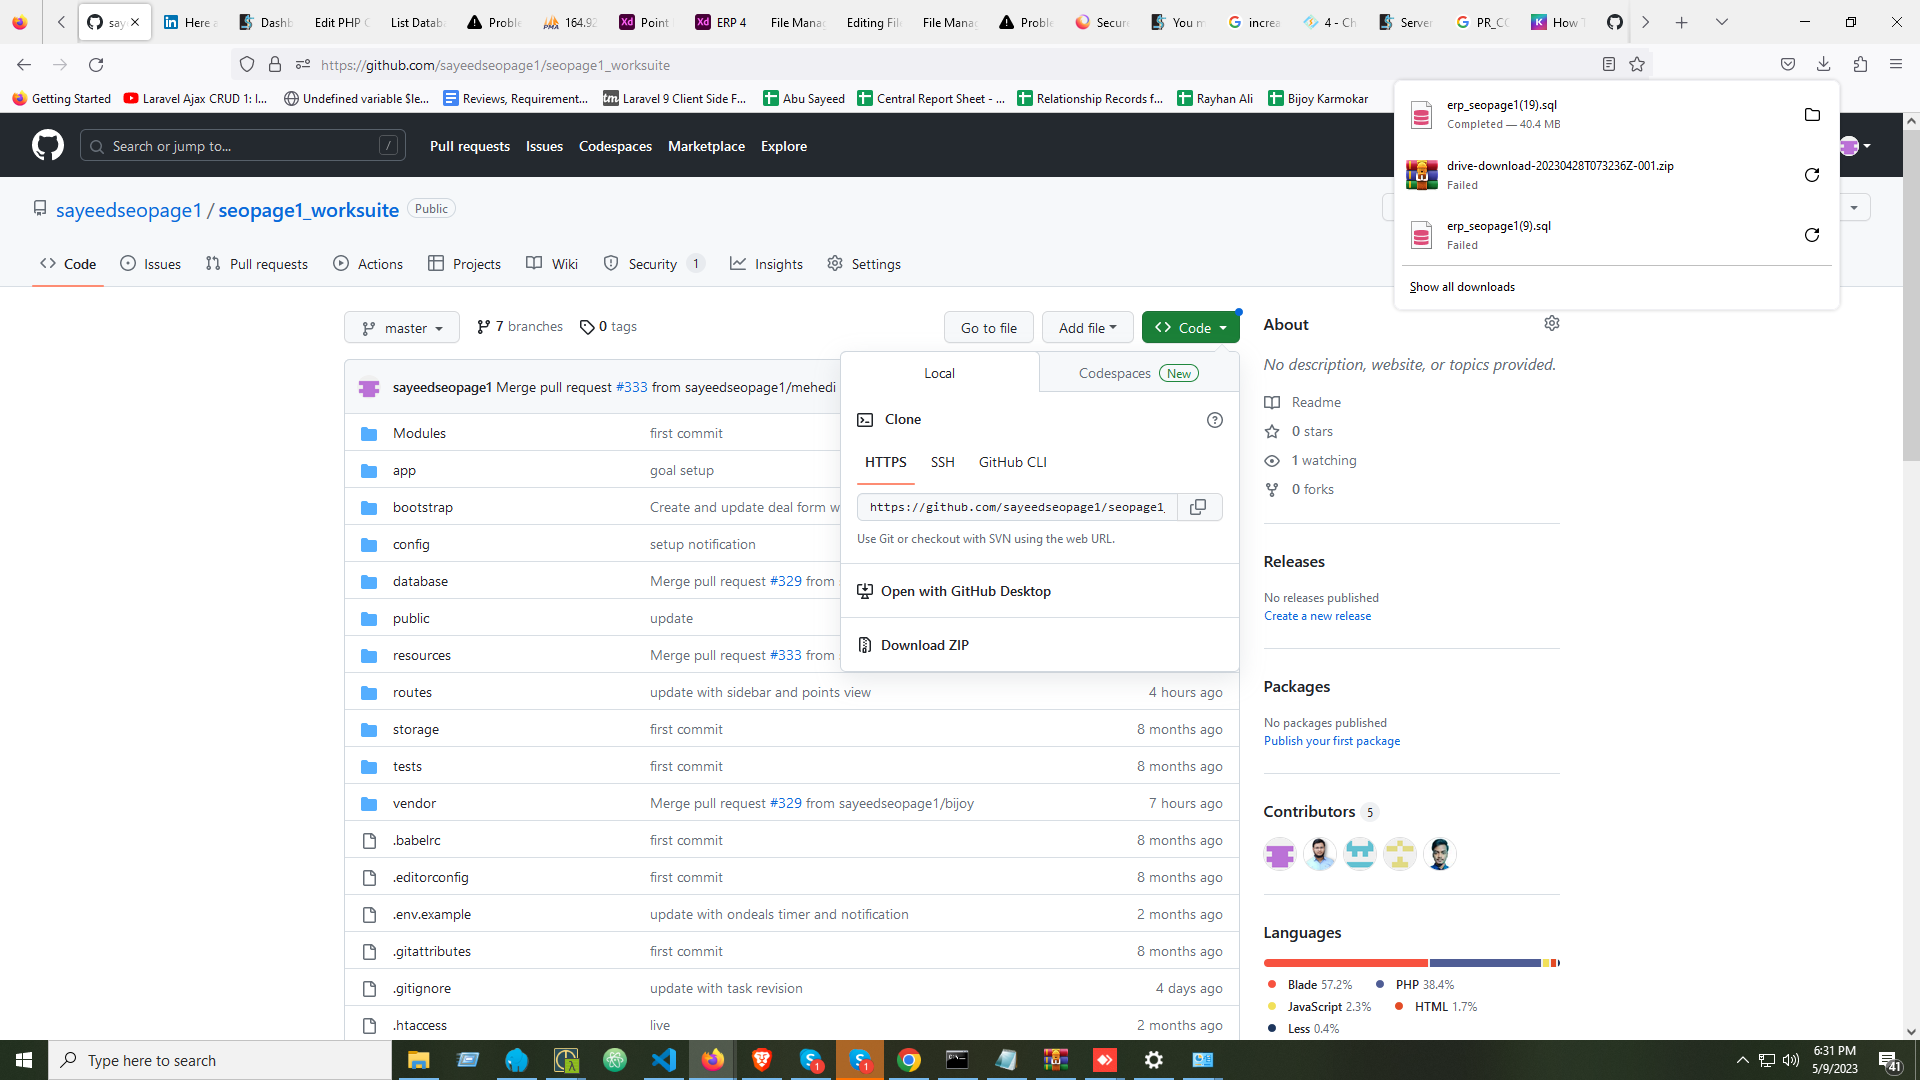 say
Here a
Dashb
Edit PHP C
List Databa
Proble
164.92
Point
ERP 4
File Manag
Editing File
File Manag
Proble
Secure
You m
increa
4 - Ch
Server
PR_CO
How T
https://github.com/sayeedseopage1/seopage1_worksuite
Getting Started
Laravel Ajax CRUD 1: I...
Undefined variable $le...
Reviews, Requirement...
Laravel 9 Client Side F...
Abu Sayeed
Central Report Sheet - ...
Relationship Records f...
Rayhan Ali
Bijoy Karmokar
erp_seopage1(19).sql
Completed — 40.4 MB
drive-download-20230428T073236Z-001.zip
Failed
erp_seopage1(9).sql
Failed
Show all downloads
Search or jump to...
/
Pull requests
Issues
Codespaces
Marketplace
Explore
sayeedseopage1 / seopage1_worksuite
Public
Code
Issues
Pull requests
Actions
Projects
Wiki
Security 1
Insights
Settings
master
7 branches
0 tags
Go to file
Add file
Code
sayeedseopage1 Merge pull request #333 from sayeedseopage1/mehedi
Local
Codespaces New
Clone
HTTPS
SSH
GitHub CLI
https://github.com/sayeedseopage1/seopage1_
Use Git or checkout with SVN using the web URL.
Open with GitHub Desktop
Download ZIP
Modules first commit
app goal setup
bootstrap Create and update deal form w
config setup notification
database Merge pull request #329 from
public update
resources Merge pull request #333 from
routes update with sidebar and points view 4 hours ago
storage first commit 8 months ago
tests first commit 8 months ago
vendor Merge pull request #329 from sayeedseopage1/bijoy 7 hours ago
.babelrc first commit 8 months ago
.editorconfig first commit 8 months ago
.env.example update with ondeals timer and notification 2 months ago
.gitattributes first commit 8 months ago
.gitignore update with task revision 4 days ago
.htaccess live 2 months ago
About
No description, website, or topics provided.
Readme
0 stars
1 watching
0 forks
Releases
No releases published
Create a new release
Packages
No packages published
Publish your first package
Contributors 5
Languages
Blade 57.2%
PHP 38.4%
JavaScript 2.3%
HTML 1.7%
Less 0.4%
Type here to search
6:31 PM
5/9/2023
41